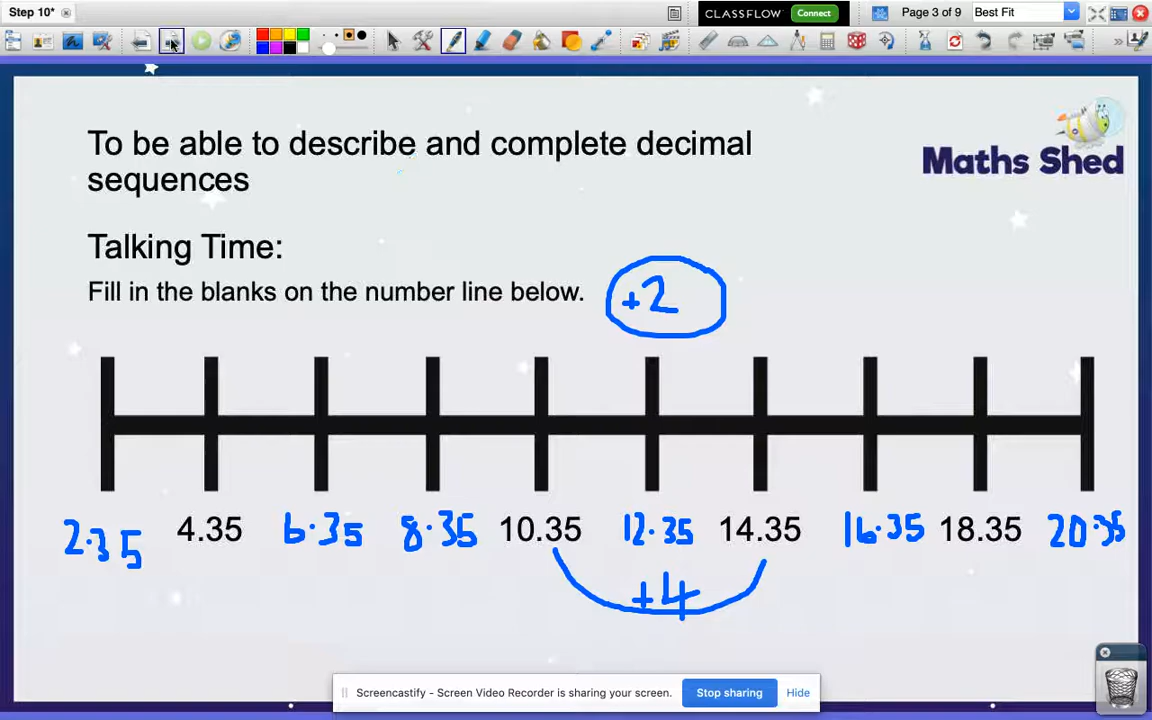 Step 10*
CLASSFLOW Connect
Page 3 of 9
Best Fit
To be able to describe and complete decimal
sequences
Maths Shed
Talking Time:
Fill in the blanks on the number line below.
+2
2.35 4.35 6.35 8.35 10.35 12.35 14.35 16.35 18.35 20.35
+4
Screencastify - Screen Video Recorder is sharing your screen. Stop sharing Hide